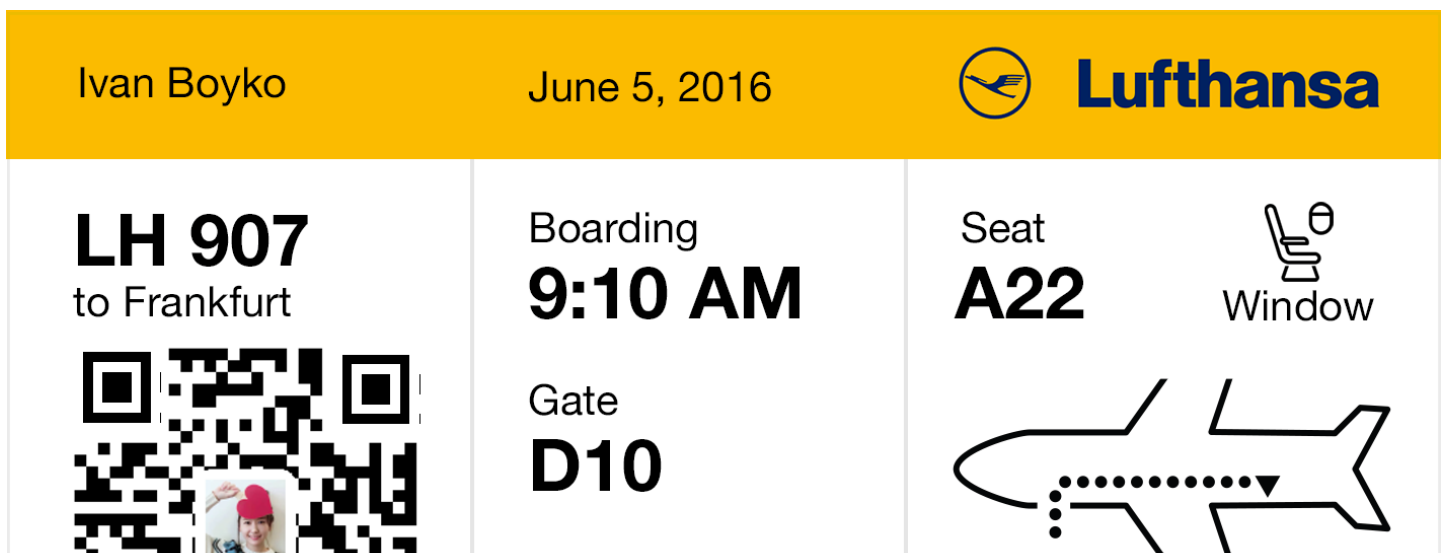 Ivan Boyko
June 5, 2016
Lufthansa
LH 907
to Frankfurt
Boarding
9:10 AM
Gate
D10
Seat
A22
Window